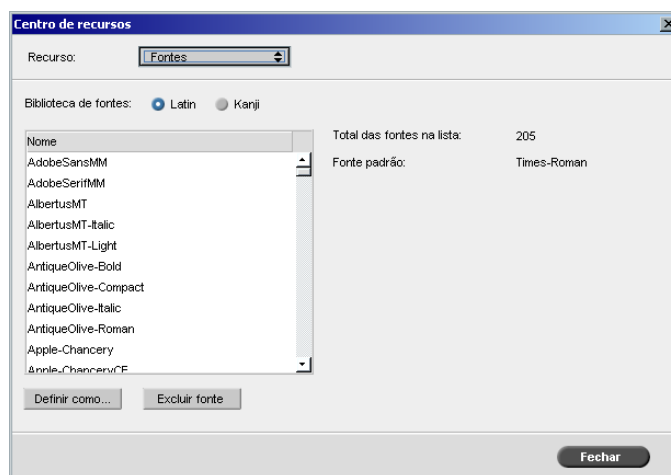 Centro de recursos
Recurso: Fontes
Biblioteca de fontes: Latin Kanji
Nome
AdobeSansMM
AdobeSerifMM
AlbertusMT
AlbertusMT-Italic
AlbertusMT-Light
AntiqueOlive-Bold
AntiqueOlive-Compact
AntiqueOlive-Italic
AntiqueOlive-Roman
Apple-Chancery
Apple-ChanceryCE
Total das fontes na lista: 205
Fonte padrão: Times-Roman
Definir como... Excluir fonte
Fechar